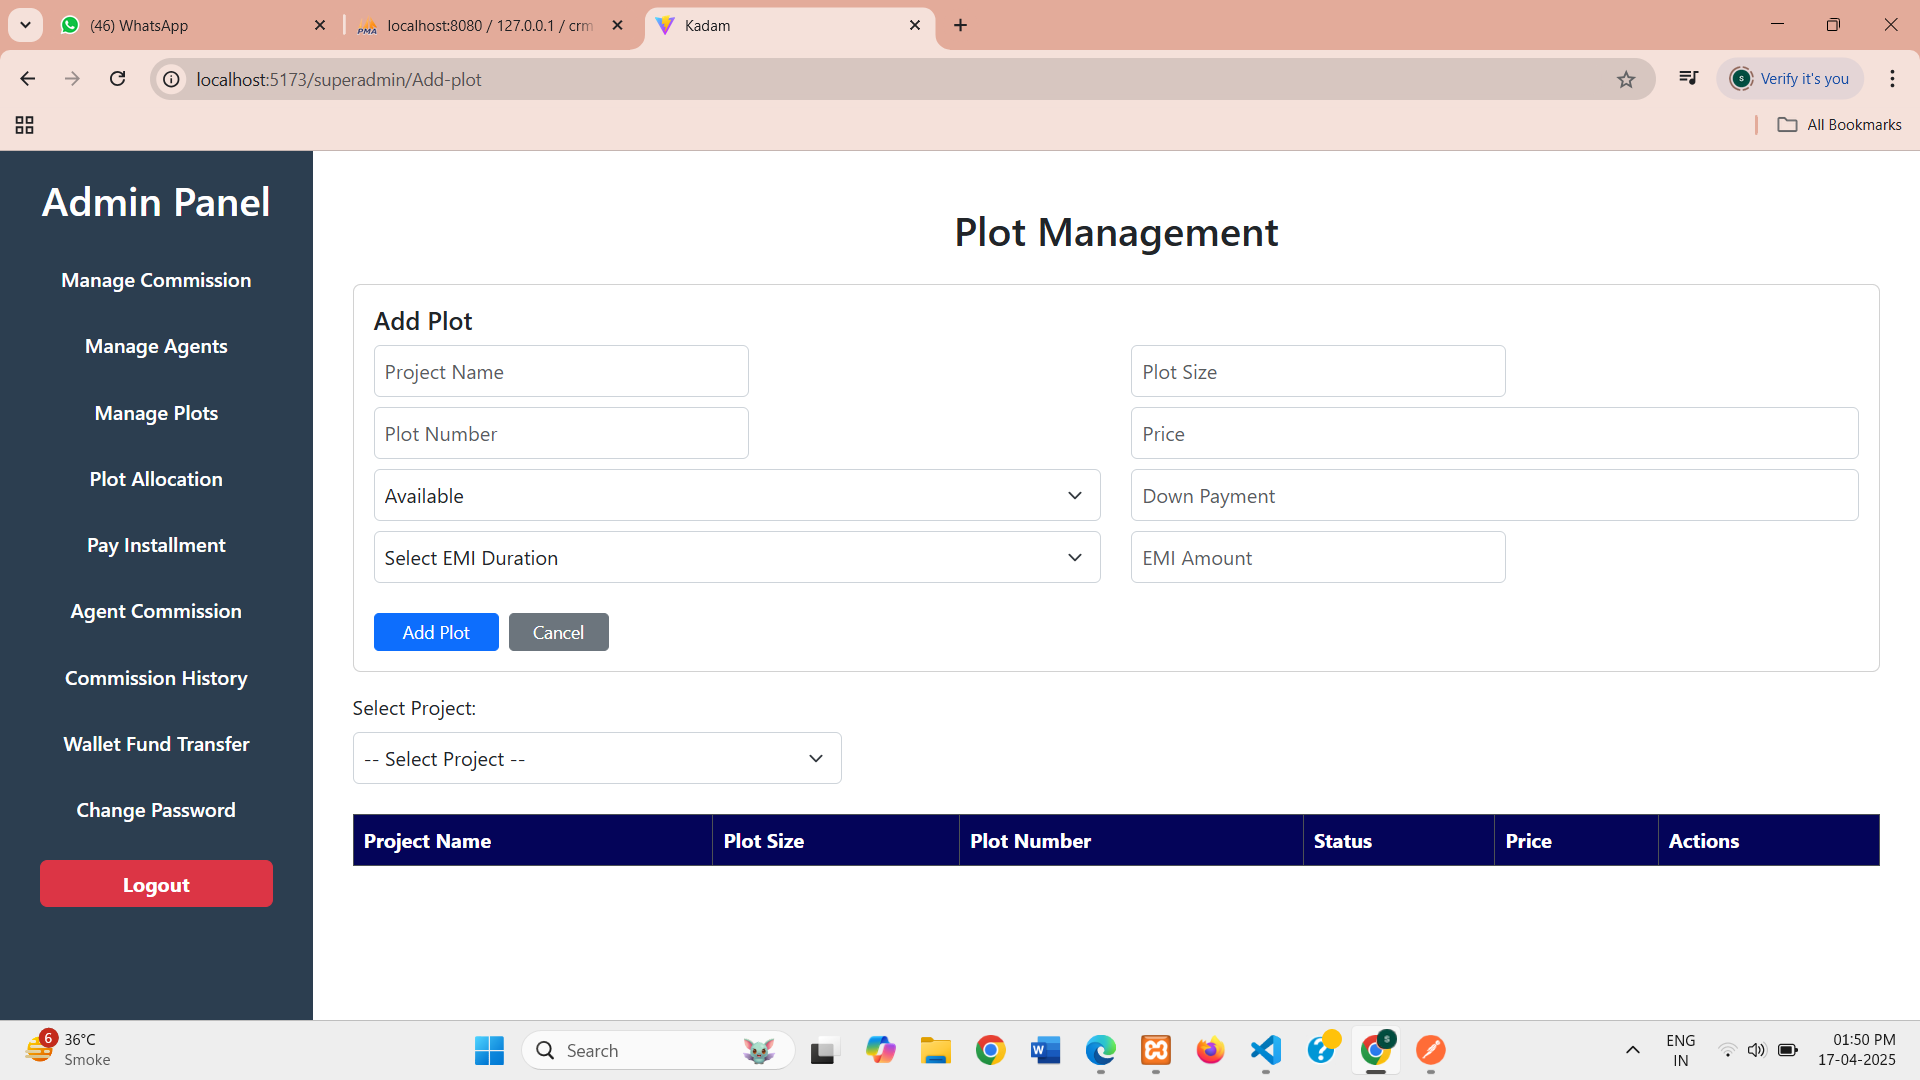 (46) WhatsApp
localhost:8080 / 127.0.0.1 / crm
Kadam
localhost:5173/superadmin/Add-plot
Verify it's you
All Bookmarks
Admin Panel
Manage Commission
Manage Agents
Manage Plots
Plot Allocation
Pay Installment
Agent Commission
Commission History
Wallet Fund Transfer
Change Password
Logout
Plot Management
Add Plot
Project Name
Plot Size
Plot Number
Price
Available
Down Payment
Select EMI Duration
EMI Amount
Add Plot
Cancel
Select Project:
-- Select Project --
Project Name
Plot Size
Plot Number
Status
Price
Actions
6
36°C
Smoke
Search
ENG
IN
01:50 PM
17-04-2025